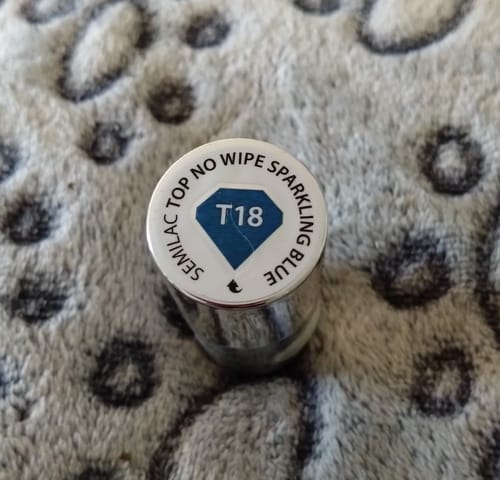 SEMILAC TOP NO WIPE SPARKLING BLUE
T18